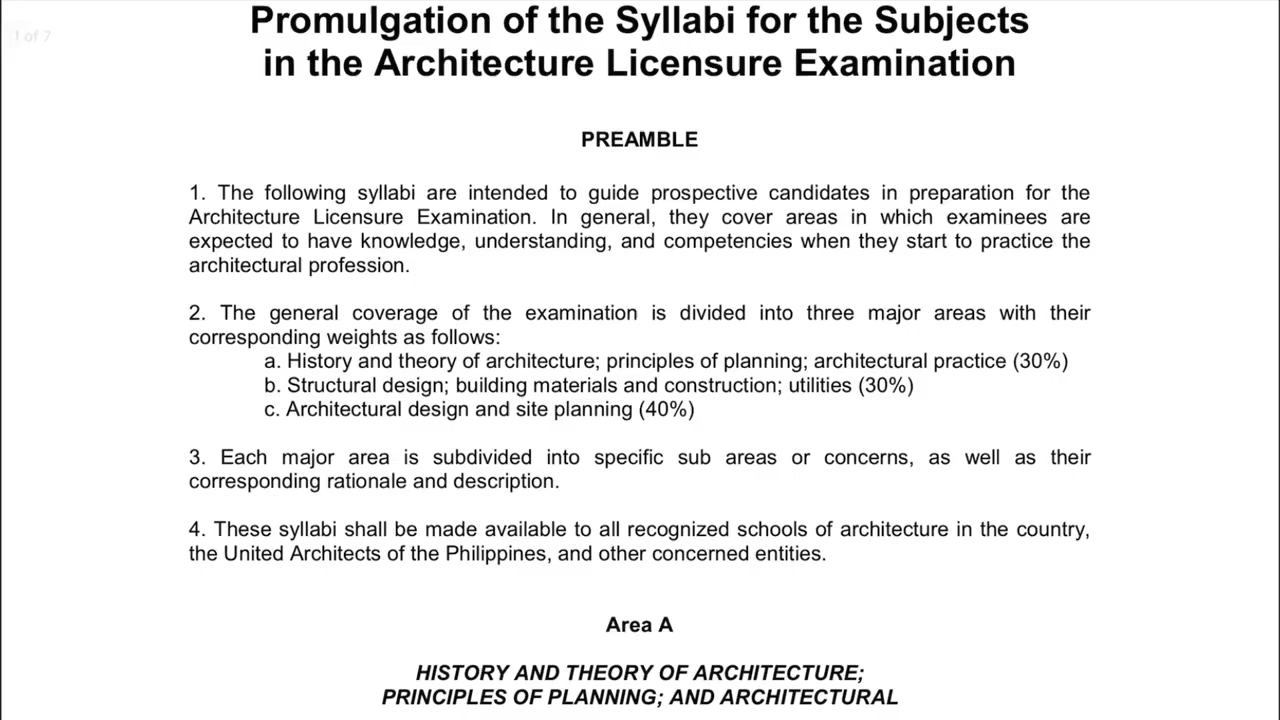 1 of 7
Promulgation of the Syllabi for the Subjects
in the Architecture Licensure Examination
PREAMBLE
1. The following syllabi are intended to guide prospective candidates in preparation for the
Architecture Licensure Examination. In general, they cover areas in which examinees are
expected to have knowledge, understanding, and competencies when they start to practice the
architectural profession.
2. The general coverage of the examination is divided into three major areas with their
corresponding weights as follows:
a. History and theory of architecture; principles of planning; architectural practice (30%)
b. Structural design; building materials and construction; utilities (30%)
c. Architectural design and site planning (40%)
3. Each major area is subdivided into specific sub areas or concerns, as well as their
corresponding rationale and description.
4. These syllabi shall be made available to all recognized schools of architecture in the country,
the United Architects of the Philippines, and other concerned entities.
Area A
HISTORY AND THEORY OF ARCHITECTURE;
PRINCIPLES OF PLANNING; AND ARCHITECTURAL